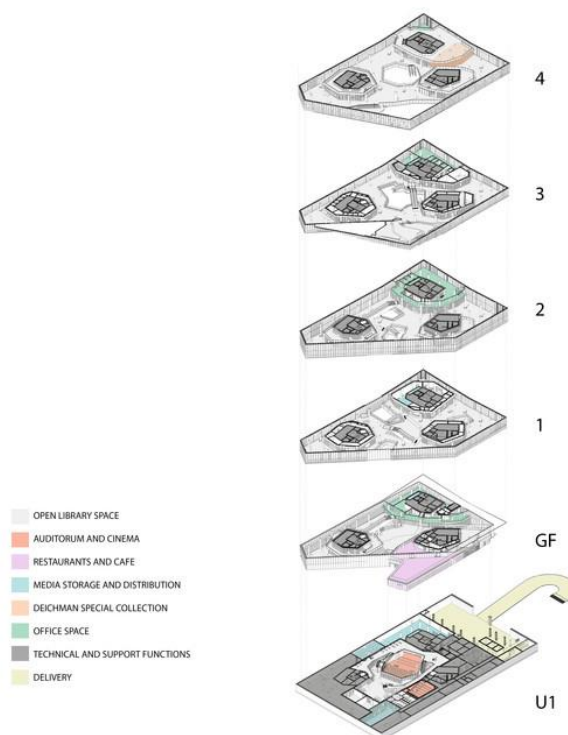 4
3
2
1
GF
U1
OPEN LIBRARY SPACE
AUDITORUM AND CINEMA
RESTAURANTS AND CAFE
MEDIA STORAGE AND DISTRIBUTION
DEICHMAN SPECIAL COLLECTION
OFFICE SPACE
TECHNICAL AND SUPPORT FUNCTIONS
DELIVERY